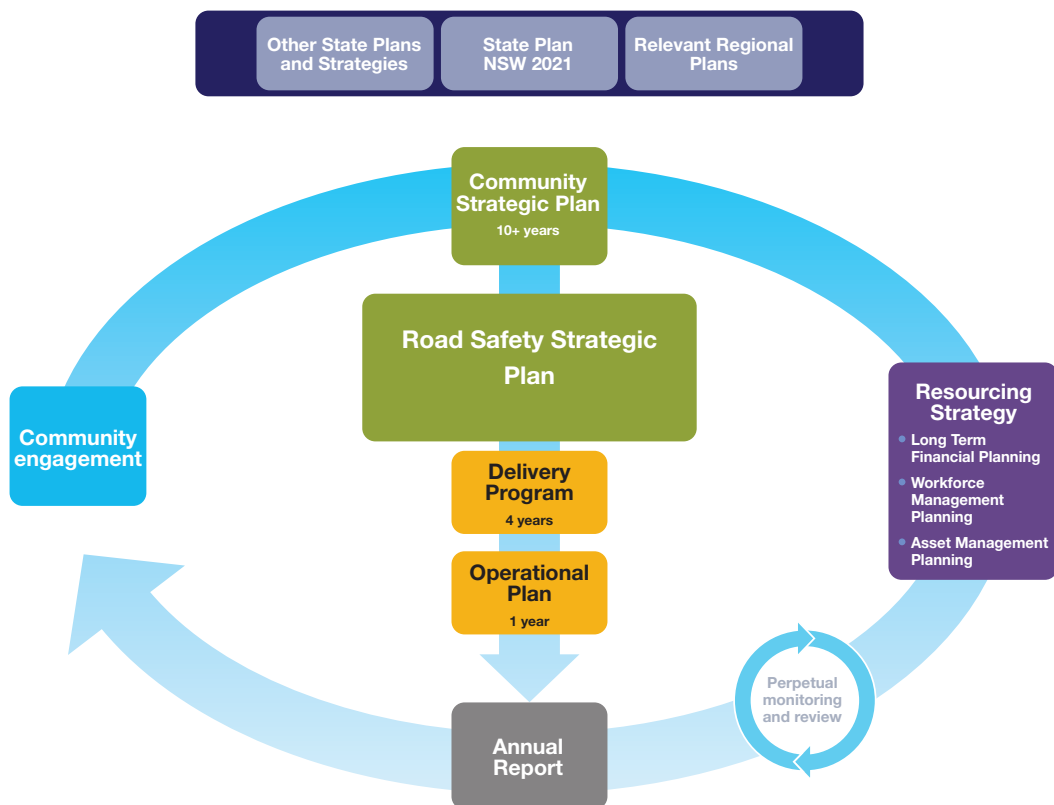 Other State Plans
and Strategies
State Plan
NSW 2021
Relevant Regional
Plans
Community
Strategic Plan
10+ years
Road Safety Strategic
Plan
Community
engagement
Resourcing
Strategy
• Long Term
Financial Planning
• Workforce
Management
Planning
• Asset Management
Planning
Delivery
Program
4 years
Operational
Plan
1 year
Perpetual
monitoring
and review
Annual
Report